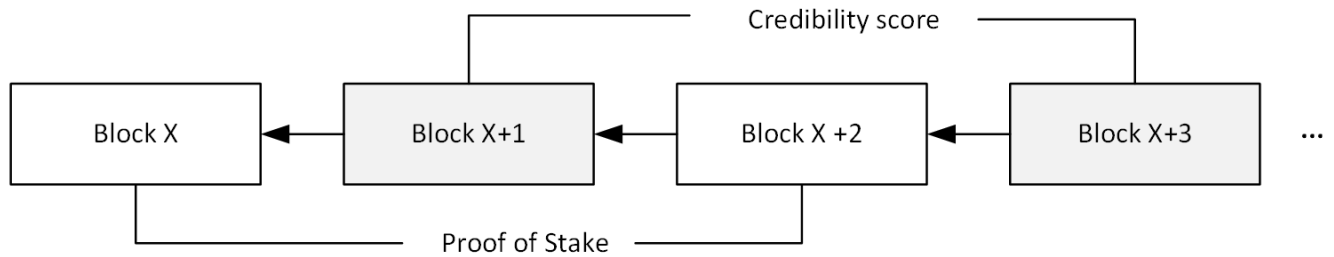 Credibility score
Block X
Block X+1
Block X +2
Block X+3
...
Proof of Stake